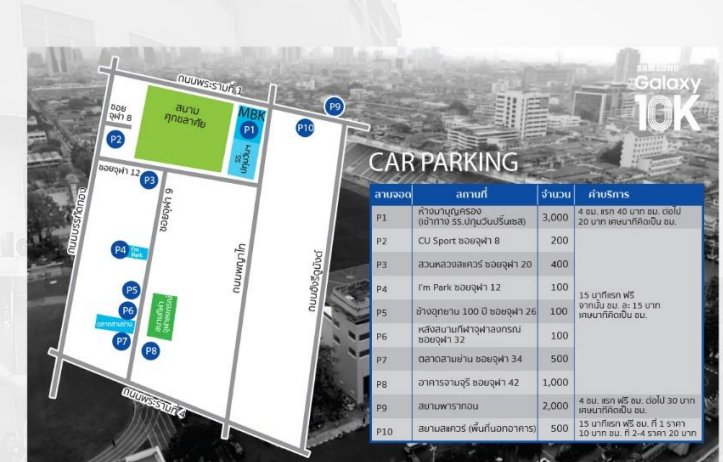 SAMSUNG
Galaxy
10K
CAR PARKING
ถนนพระรามที่ 1
P9
ซอย
จุฬา 8
สนาม
ศุภชลาศัย
MBK
P1
P10
P2
ซอยจุฬา 12
P3
ซอยจุฬา 9
ถนนบรรทัดทอง
P4
I'm
Park
ถนนพญาไท
ถนนอังรีดูนังต์
P5
P6
ตลาดสามย่าน
สนามกีฬา
จุฬาลงกรณ์
P7
P8
ถนนพระรามที่ 4
ลานจอด สถานที่ จำนวน ค่าบริการ
P1 ห้างมาบุญครอง
(เข้าทาง รร.ปทุมวันปริ๊นเซส) 3,000 4 ชม. แรก 40 บาท ชม. ต่อไป
20 บาท เศษนาทีคิดเป็น ชม.
P2 CU Sport ซอยจุฬา 8 200
P3 สวนหลวงสแควร์ ซอยจุฬา 20 400
P4 I'm Park ซอยจุฬา 12 100
P5 ข้างอุทยาน 100 ปี ซอยจุฬา 26 100
P6 หลังสนามกีฬาจุฬาลงกรณ์
ซอยจุฬา 32 100
P7 ตลาดสามย่าน ซอยจุฬา 34 500
P8 อาคารจามจุรี ซอยจุฬา 42 1,000
15 นาทีแรก ฟรี
จากนั้น ชม. ละ 15 บาท
เศษนาทีคิดเป็น ชม.
P9 สยามพารากอน 2,000 4 ชม. แรก ฟรี ชม. ต่อไป 30 บาท
เศษนาทีคิดเป็น ชม.
P10 สยามสแควร์ (พื้นที่นอกอาคาร) 500 15 นาทีแรก ฟรี ชม. ที่ 1 ราคา
10 บาท ชม. ที่ 2-4 ราคา 20 บาท